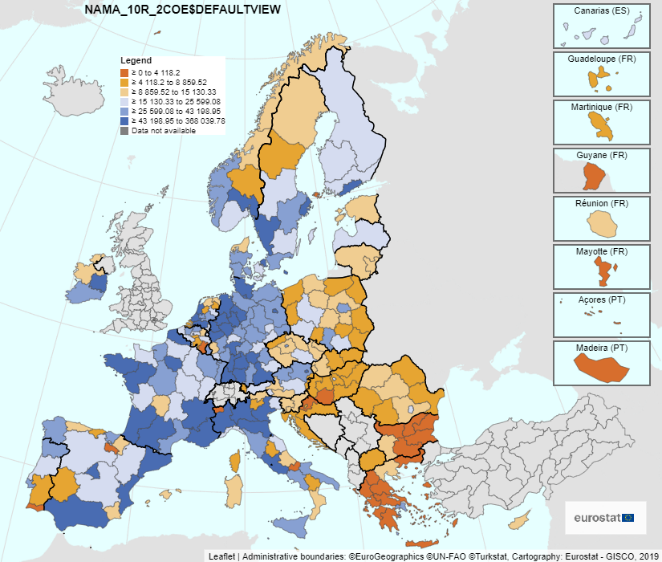 NAMA_10R_2COE$DEFAULTVIEW
Legend
≥ 0 to 4 118.2
≥ 4 118.2 to 8 859.52
≥ 8 859.52 to 15 130.33
≥ 15 130.33 to 25 599.08
≥ 25 599.08 to 43 198.95
≥ 43 198.95 to 368 039.78
Data not available
Canarias (ES)
Guadeloupe (FR)
Martinique (FR)
Guyane (FR)
Réunion (FR)
Mayotte (FR)
Açores (PT)
Madeira (PT)
eurostat
Leaflet | Administrative boundaries: ©EuroGeographics ©UN-FAO ©Turkstat, Cartography: Eurostat - GISCO, 2019